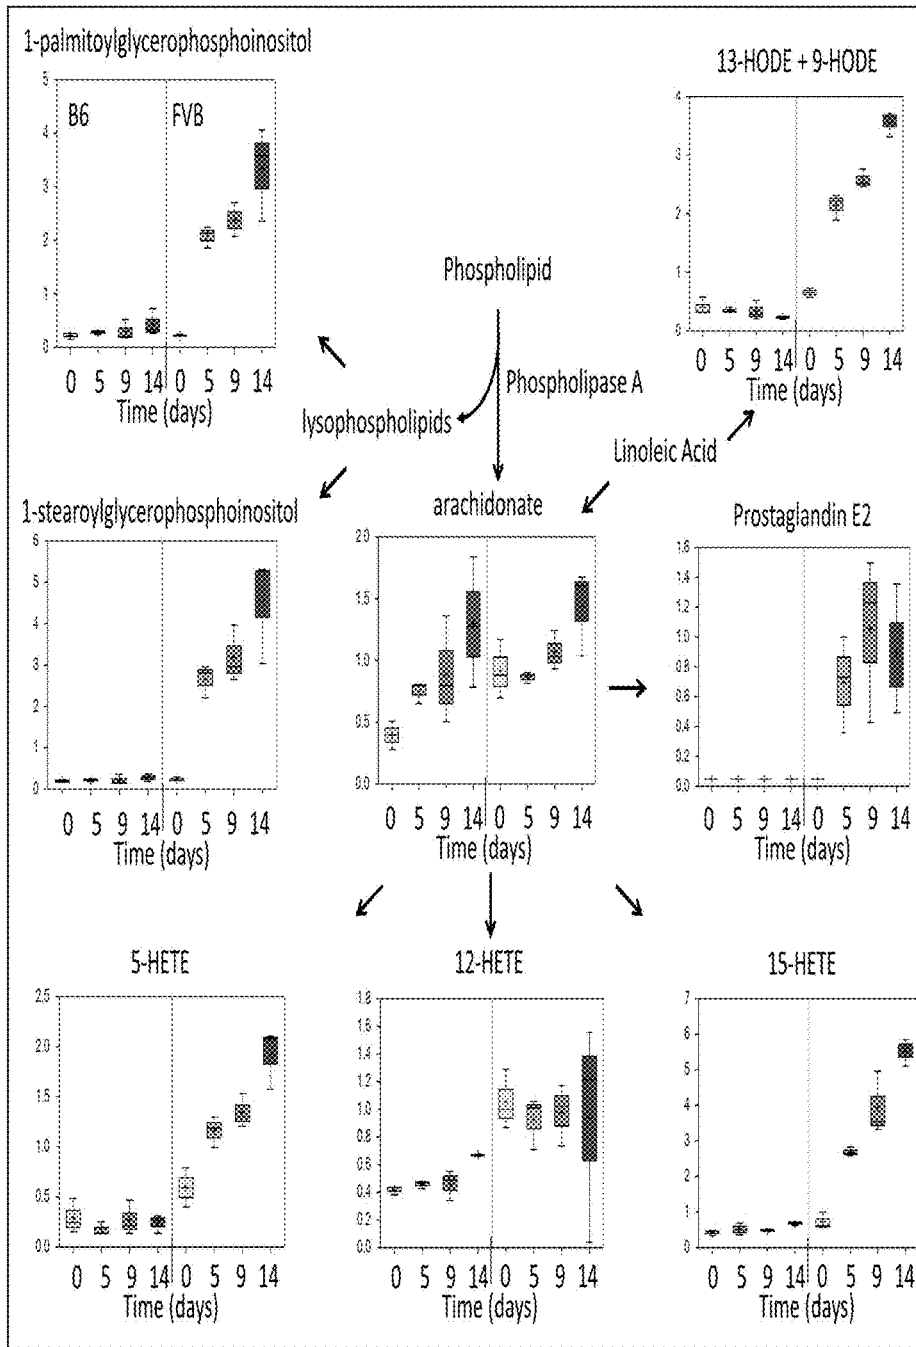 1-palmitoylglycerophosphoinositol
5
4
3
2
1
0
B6 FVB
0 5 9 14 0 5 9 14
Time (days)
13-HODE + 9-HODE
4
3
2
1
0
0 5 9 14 0 5 9 14
Time (days)
Phospholipid
Phospholipase A
lysophospholipids
Linoleic Acid
1-stearoylglycerophosphoinositol
6
5
4
3
2
1
0
0 5 9 14 0 5 9 14
Time (days)
arachidonate
2.0
1.5
1.0
0.5
0.0
0 5 9 14 0 5 9 14
Time (days)
Prostaglandin E2
1.6
1.4
1.2
1.0
0.8
0.6
0.4
0.2
0.0
0 5 9 14 0 5 9 14
Time (days)
5-HETE
2.5
2.0
1.5
1.0
0.5
0.0
0 5 9 14 0 5 9 14
Time (days)
12-HETE
1.8
1.6
1.4
1.2
1.0
0.8
0.6
0.4
0.2
0.0
0 5 9 14 0 5 9 14
Time (days)
15-HETE
7
6
5
4
3
2
1
0
0 5 9 14 0 5 9 14
Time (days)